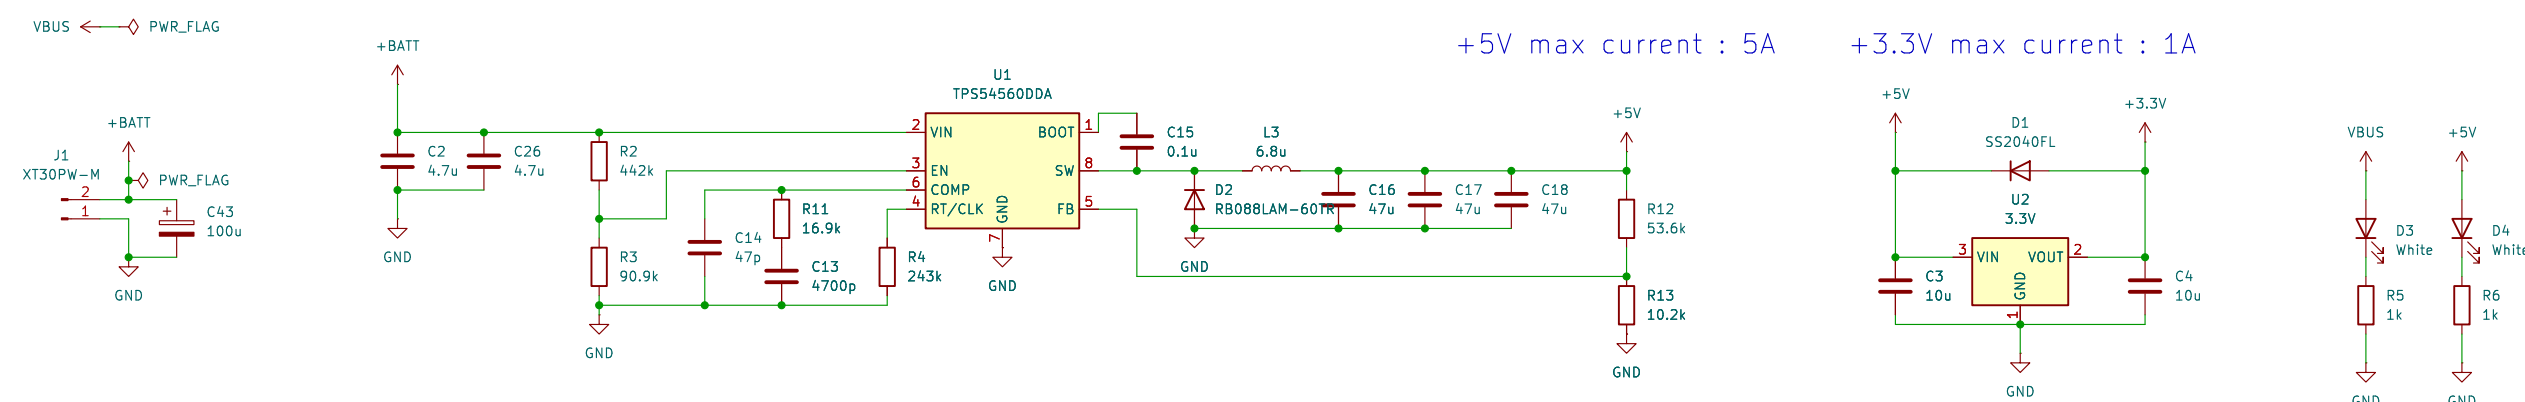 VBUS
PWR_FLAG
+BATT
J1
XT30PW-M
2
1
PWR_FLAG
+
C43
100u
GND
+BATT
C2
4.7u
C26
4.7u
GND
R2
442k
R3
90.9k
GND
C14
47p
R11
16.9k
C13
4700p
R4
243k
U1
TPS54560DDA
2
VIN
3
EN
6
COMP
4
RT/CLK
BOOT
1
SW
8
FB
5
GND
7
GND
C15
0.1u
D2
RB088LAM-60TR
GND
L3
6.8u
C16
47u
C17
47u
C18
47u
+5V max current : 5A
+5V
R12
53.6k
R13
10.2k
GND
+3.3V max current : 1A
+5V
+3.3V
D1
SS2040FL
U2
3.3V
3
VIN
VOUT
2
GND
1
C3
10u
C4
10u
GND
VBUS
D3
White
R5
1k
GND
+5V
D4
White
R6
1k
GND